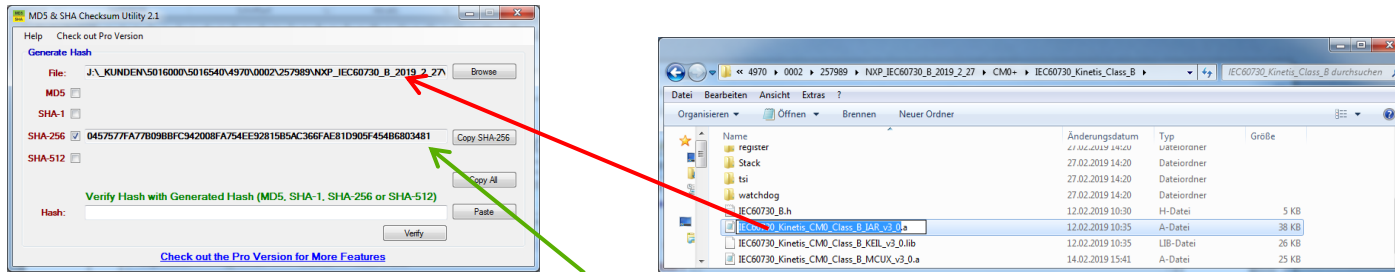 MD5 & SHA Checksum Utility 2.1
Help Check out Pro Version
Generate Hash
File: J:\_KUNDEN\5016000\5016540\4970\0002\257989\NXP_IEC60730_B_2019_2_27\ Browse
MD5
SHA-1
SHA-256 0457577FA77B09BBFC942008FA754EE92815B5AC366FAE81D905F454B6803481 Copy SHA-256
SHA-512
Copy All
Verify Hash with Generated Hash (MD5, SHA-1, SHA-256 or SHA-512)
Hash: Paste
Verify
Check out the Pro Version for More Features
« 4970 ▸ 0002 ▸ 257989 ▸ NXP_IEC60730_B_2019_2_27 ▸ CM0+ ▸ IEC60730_Kinetis_Class_B ▸ IEC60730_Kinetis_Class_B durchsuchen
Datei Bearbeiten Ansicht Extras ?
Organisieren Öffnen Brennen Neuer Ordner
Name Änderungsdatum Typ Größe
register 27.02.2019 14:20 Dateiordner
Stack 27.02.2019 14:20 Dateiordner
tsi 27.02.2019 14:20 Dateiordner
watchdog 27.02.2019 14:20 Dateiordner
IEC60730_B.h 12.02.2019 10:30 H-Datei 5 KB
IEC60730_Kinetis_CM0_Class_B_IAR_v3_0.a 12.02.2019 10:35 A-Datei 38 KB
IEC60730_Kinetis_CM0_Class_B_KEIL_v3_0.lib 12.02.2019 10:35 LIB-Datei 26 KB
IEC60730_Kinetis_CM0_Class_B_MCUX_v3_0.a 14.02.2019 15:41 A-Datei 25 KB